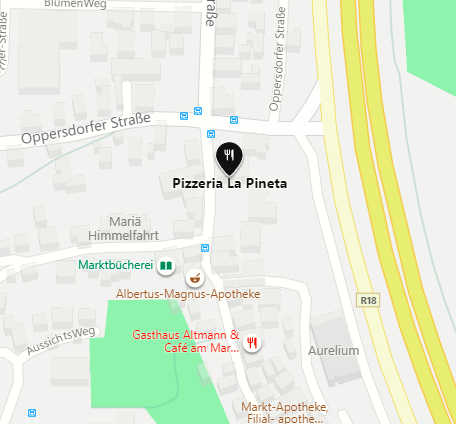 BlumenWeg
Straße
Oppersdorfer Straße
Oppersdorfer Straße
Pizzeria La Pineta
Mariä
Himmelfahrt
Marktbücherei
Albertus-Magnus-Apotheke
R18
AussichtsWeg
Gasthaus Altmann &
Café am Mar...
Aurelium
Markt-Apotheke,
Filial- apothe...